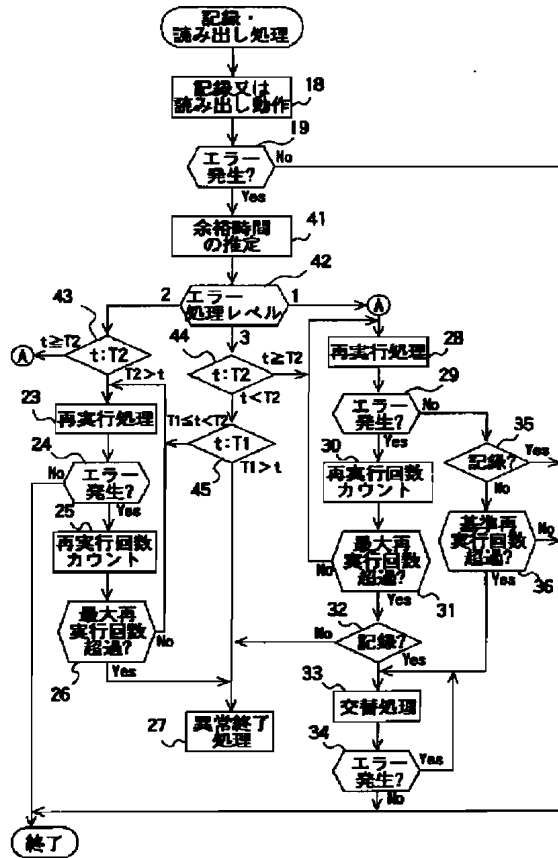 記録・
読み出し処理
記録又は
読み出し動作
18
19
エラー
発生?
No
Yes
余裕時間
の推定
41
42
エラー
処理レベル
2
1
3
A
43
t:T2
t≧T2
A
T2>t
44
t:T2
t≧T2
t<T2
T1≦t<T2
t:T1
T1>t
45
23
再実行処理
24
エラー
発生?
No
Yes
25
再実行回数
カウント
最大再
実行回数
超過?
No
Yes
26
27
異常終了
処理
再実行処理
28
29
エラー
発生?
No
Yes
30
再実行回数
カウント
最大再
実行回数
超過?
No
Yes
31
32
記録?
No
Yes
33
交替処理
34
エラー
発生?
Yes
No
35
記録?
Yes
No
基準再
実行回数
超過?
No
Yes
36
終了